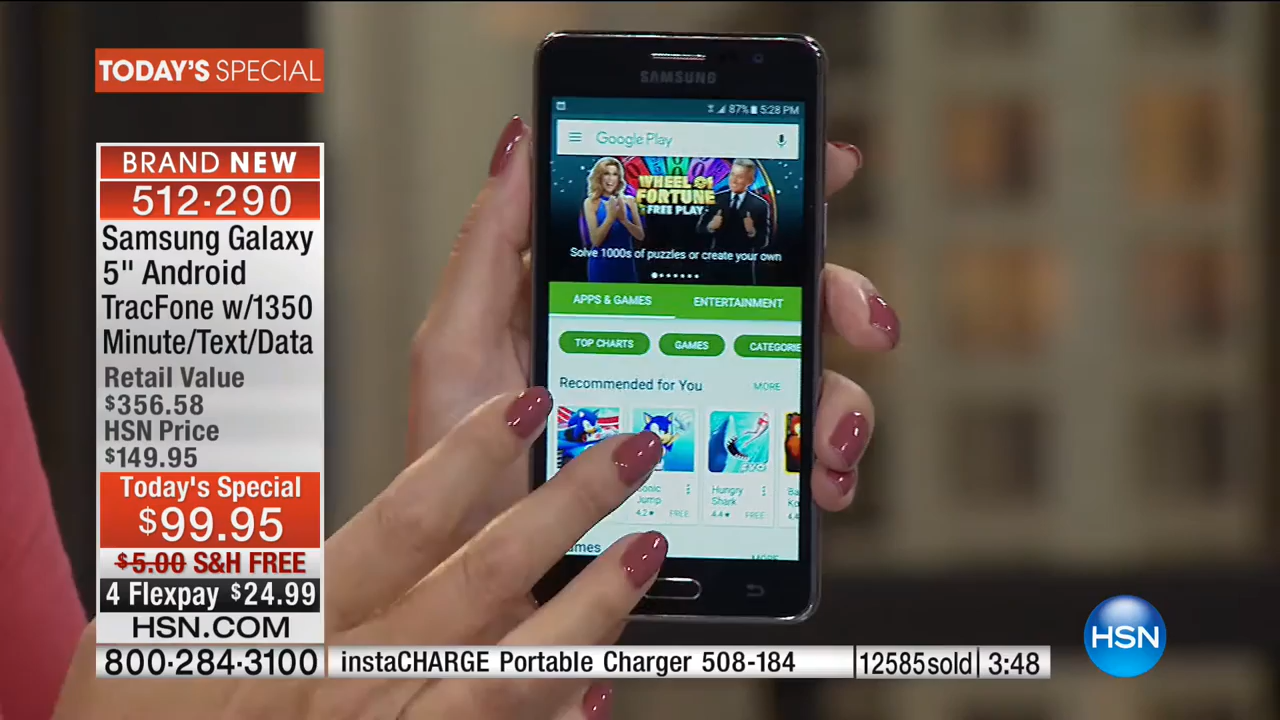 TODAY'S SPECIAL
BRAND NEW
512-290
Samsung Galaxy
5" Android
TracFone w/1350
Minute/Text/Data
Retail Value
$356.58
HSN Price
$149.95
Today's Special
$99.95
$5.00 S&H FREE
4 Flexpay $24.99
HSN.COM
800-284-3100
instaCHARGE Portable Charger 508-184
12585sold
3:48
HSN
SAMSUNG
87% 5:28 PM
Google Play
WHEEL OF
FORTUNE
FREE PLAY
Solve 1000s of puzzles or create your own
APPS & GAMES ENTERTAINMENT
TOP CHARTS GAMES CATEGORIE
Recommended for You MORE
Jump
Hungry
Shark
4.2 FREE
4.4 FREE
MORE